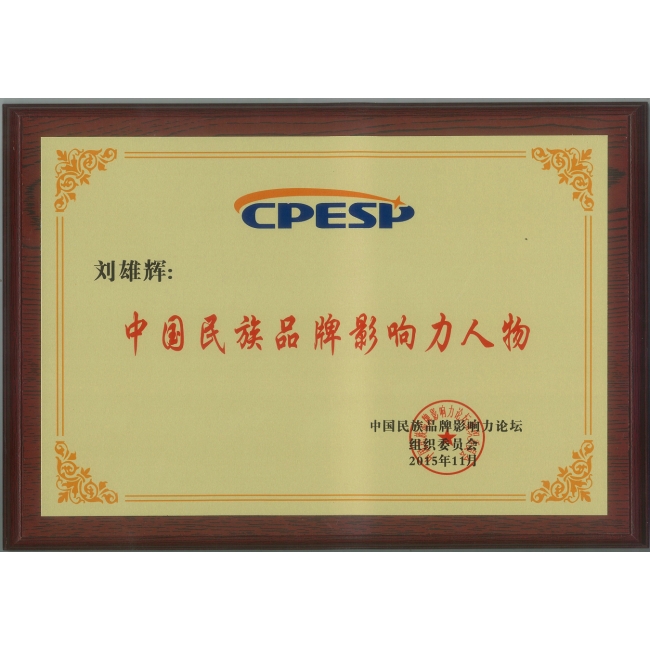 CPESP
刘雄辉:
中国民族品牌影响力人物
中国民族品牌影响力论坛
组织委员会
2015年11月